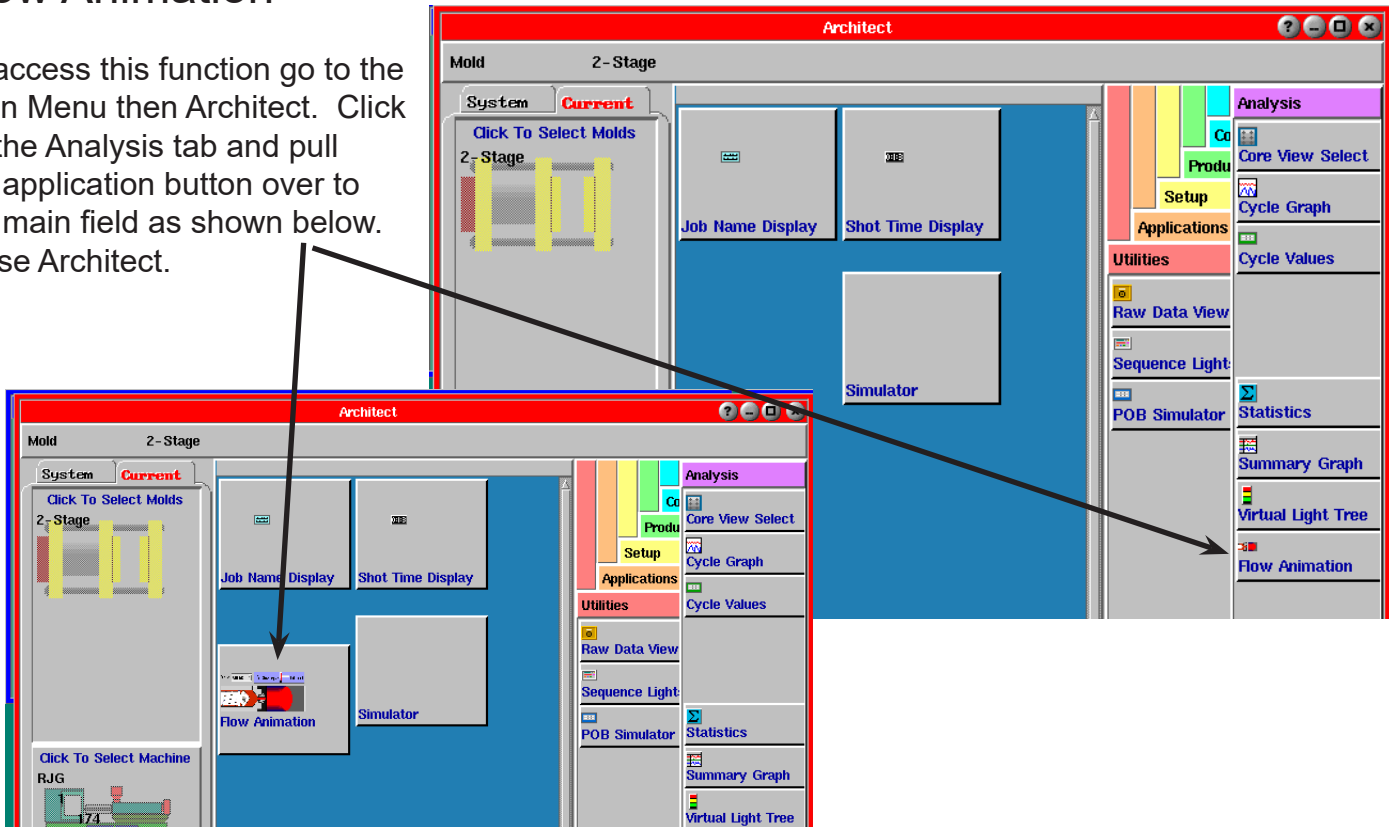 ow Animation
access this function go to the
n Menu then Architect. Click
the Analysis tab and pull
application button over to
main field as shown below.
se Architect.
Architect
?
Mold 2-Stage
System Current
Click To Select Molds
2-Stage
Job Name Display
Shot Time Display
Simulator
Co
Produ
Setup
Applications
Utilities
Raw Data View
Sequence Light
POB Simulator
Analysis
Core View Select
Cycle Graph
Cycle Values
Statistics
Summary Graph
Virtual Light Tree
Flow Animation
Architect
?
Mold 2-Stage
System Current
Click To Select Molds
2-Stage
Click To Select Machine
RJG
1
174
Job Name Display
Shot Time Display
Flow Animation
Simulator
Co
Produ
Setup
Applications
Utilities
Raw Data View
Sequence Light
POB Simulator
Analysis
Core View Select
Cycle Graph
Cycle Values
Statistics
Summary Graph
Virtual Light Tree